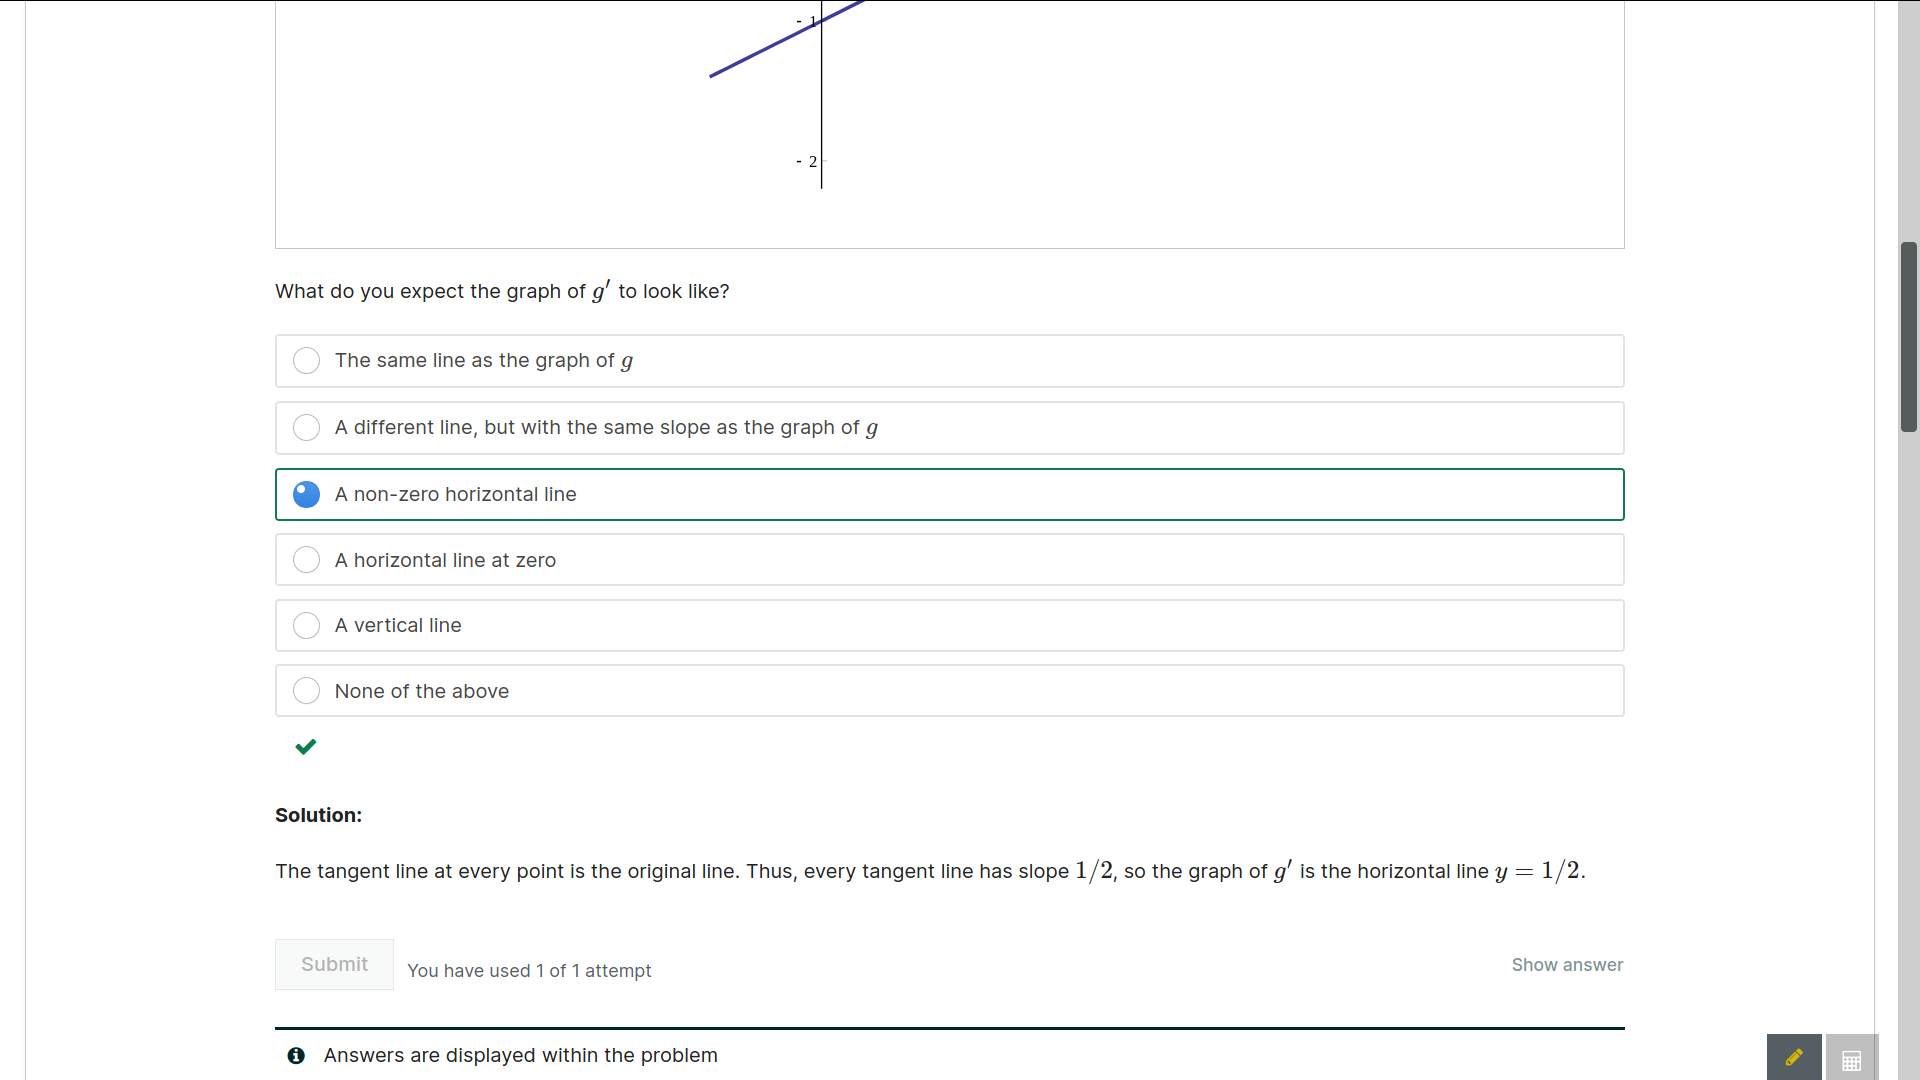 - 1
- 2
What do you expect the graph of g′ to look like?
The same line as the graph of g
A different line, but with the same slope as the graph of g
A non-zero horizontal line
A horizontal line at zero
A vertical line
None of the above
Solution:
The tangent line at every point is the original line. Thus, every tangent line has slope 1/2, so the graph of g′ is the horizontal line y = 1/2.
Submit
You have used 1 of 1 attempt
Show answer
Answers are displayed within the problem